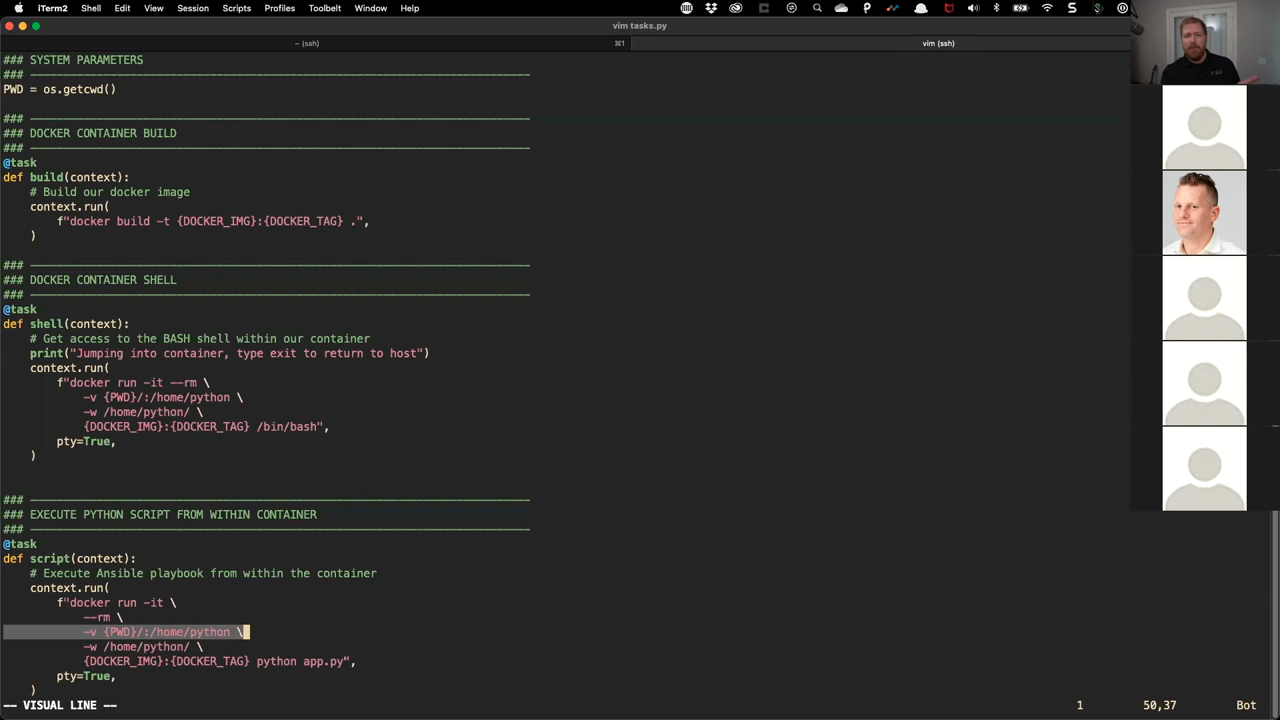 iTerm2 Shell Edit View Session Scripts Profiles Toolbelt Window Help
vim tasks.py
~ (ssh) ⌘1 vim (ssh)
### SYSTEM PARAMETERS
### ---------------------------------------------------------------------------
PWD = os.getcwd()
### ---------------------------------------------------------------------------
### DOCKER CONTAINER BUILD
### ---------------------------------------------------------------------------
@task
def build(context):
    # Build our docker image
    context.run(
        f"docker build -t {DOCKER_IMG}:{DOCKER_TAG} .",
    )
### ---------------------------------------------------------------------------
### DOCKER CONTAINER SHELL
### ---------------------------------------------------------------------------
@task
def shell(context):
    # Get access to the BASH shell within our container
    print("Jumping into container, type exit to return to host")
    context.run(
        f"docker run -it --rm \
            -v {PWD}/:/home/python \
            -w /home/python/ \
            {DOCKER_IMG}:{DOCKER_TAG} /bin/bash",
        pty=True,
    )
### ---------------------------------------------------------------------------
### EXECUTE PYTHON SCRIPT FROM WITHIN CONTAINER
### ---------------------------------------------------------------------------
@task
def script(context):
    # Execute Ansible playbook from within the container
    context.run(
        f"docker run -it \
            --rm \
            -v {PWD}/:/home/python \
            -w /home/python/ \
            {DOCKER_IMG}:{DOCKER_TAG} python app.py",
        pty=True,
    )
-- VISUAL LINE -- 1 50,37 Bot